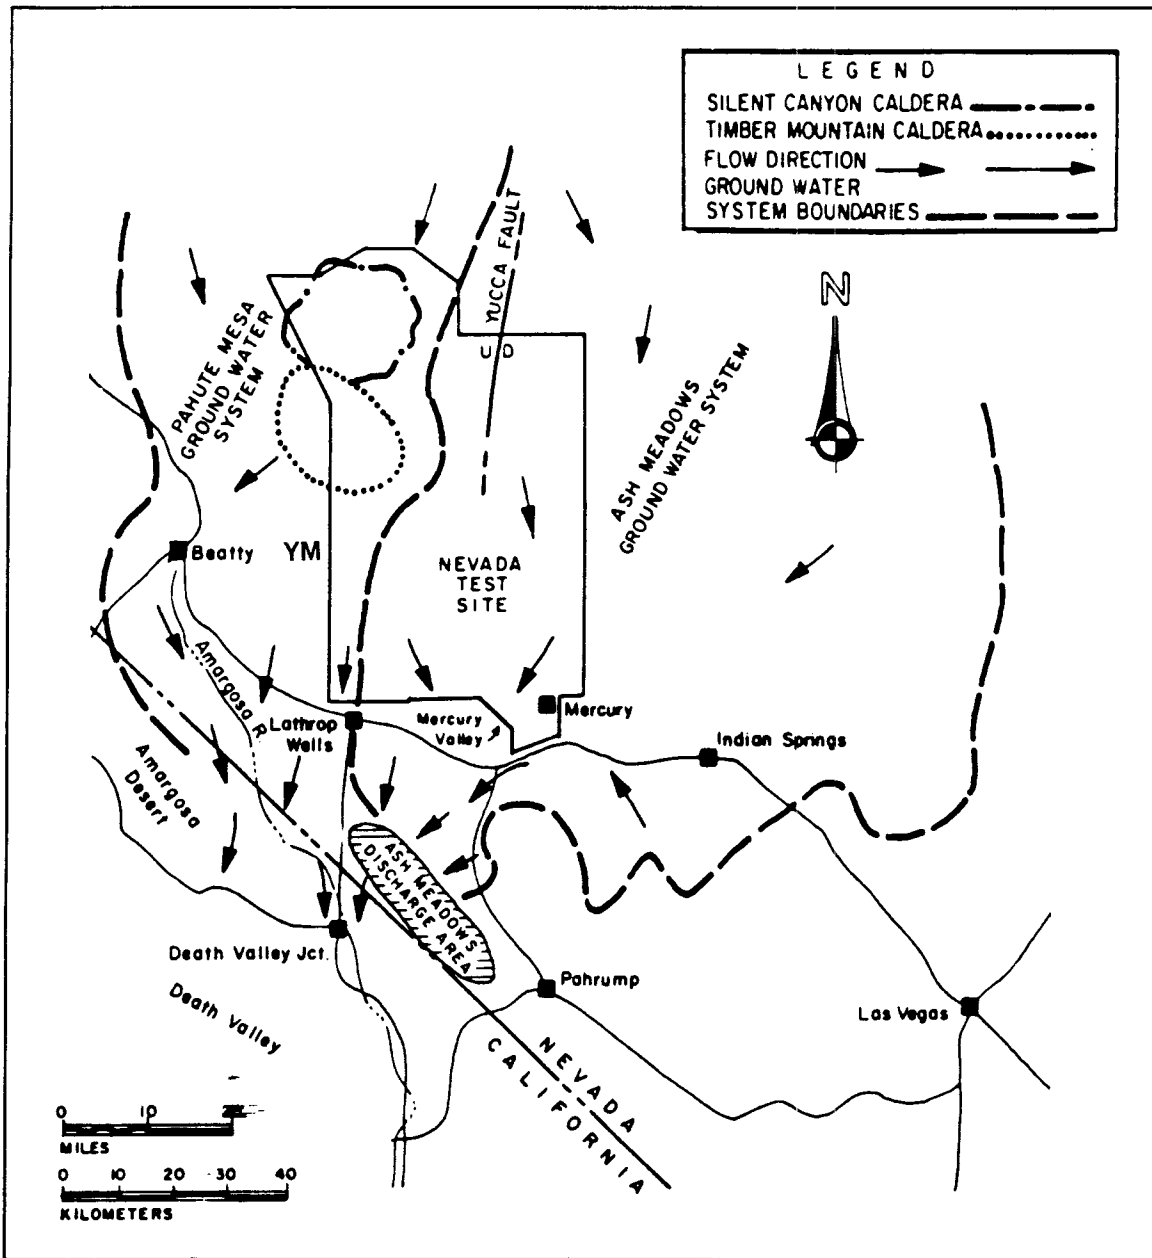 LEGEND
SILENT CANYON CALDERA
TIMBER MOUNTAIN CALDERA
FLOW DIRECTION
GROUND WATER
SYSTEM BOUNDARIES
YUCCA FAULT
U D
N
PAHUTE MESA
GROUND WATER
SYSTEM
ASH MEADOWS
GROUND WATER SYSTEM
Beatty
YM
NEVADA
TEST
SITE
Amargosa R.
Lathrop
Wells
Mercury
Valley
Mercury
Indian Springs
Amargosa
Desert
ASH MEADOWS
DISCHARGE AREA
Death Valley Jct.
Death Valley
Pahrump
Las Vegas
NEVADA
CALIFORNIA
0 10
MILES
0 10 20 30 40
KILOMETERS